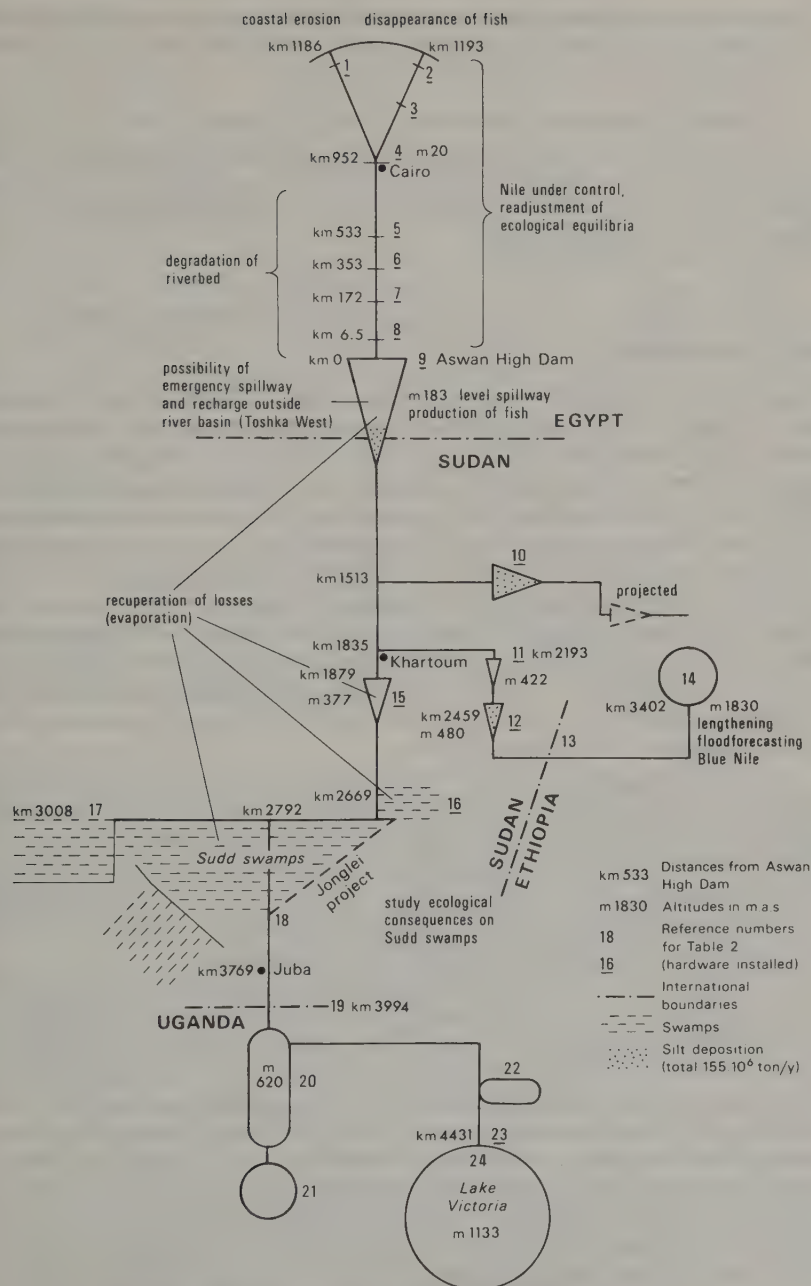 coastal erosion disappearance of fish
km 1186 km 1193
1 2
3
km 952 4 m 20
Cairo
Nile under control,
readjustment of
ecological equilibria
km 533 5
degradation of
riverbed
km 353 6
km 172 7
km 6.5 8
km 0 9 Aswan High Dam
possibility of
emergency spillway
and recharge outside
river basin (Toshka West)
m 183 level spillway
production of fish
EGYPT
SUDAN
10
km 1513
projected
recuperation of losses
(evaporation)
km 1835
Khartoum
11 km 2193
m 422
km 1879
m 377 15
14
km 2459
m 480 12
km 3402 m 1830
lengthening
floodforecasting
Blue Nile
13
km 2669
16
km 3008 17 km 2792
SUDAN
ETHIOPIA
Sudd swamps
Jonglei
project
18
study ecological
consequences on
Sudd swamps
km 3769 Juba
19 km 3994
UGANDA
m
620 20
22
km 4431 23
24
21
Lake
Victoria
m 1133
km 533 Distances from Aswan
High Dam
m 1830 Altitudes in m a s
18 Reference numbers
for Table 2
16 (hardware installed)
International
boundaries
Swamps
Silt deposition
(total 155 10⁶ ton/y)